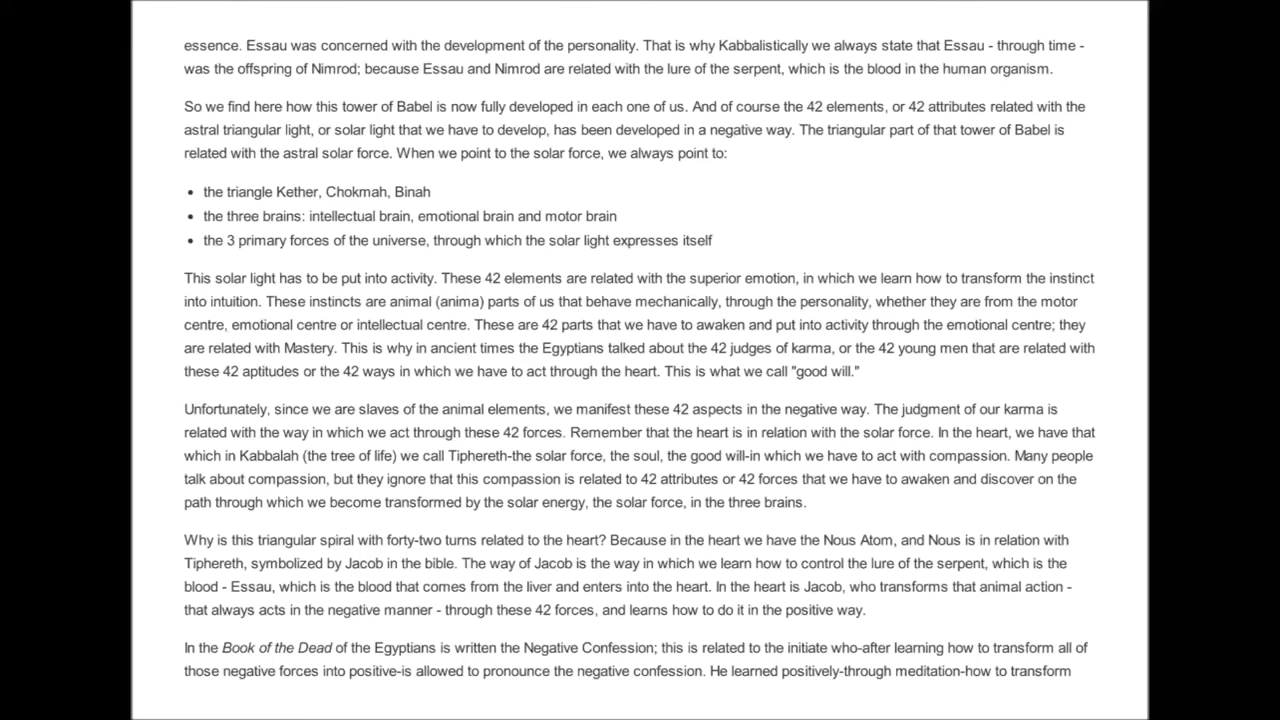 essence. Essau was concerned with the development of the personality. That is why Kabbalistically we always state that Essau - through time -
was the offspring of Nimrod; because Essau and Nimrod are related with the lure of the serpent, which is the blood in the human organism.
So we find here how this tower of Babel is now fully developed in each one of us. And of course the 42 elements, or 42 attributes related with the
astral triangular light, or solar light that we have to develop, has been developed in a negative way. The triangular part of that tower of Babel is
related with the astral solar force. When we point to the solar force, we always point to:
• the triangle Kether, Chokmah, Binah
• the three brains: intellectual brain, emotional brain and motor brain
• the 3 primary forces of the universe, through which the solar light expresses itself
This solar light has to be put into activity. These 42 elements are related with the superior emotion, in which we learn how to transform the instinct
into intuition. These instincts are animal (anima) parts of us that behave mechanically, through the personality, whether they are from the motor
centre, emotional centre or intellectual centre. These are 42 parts that we have to awaken and put into activity through the emotional centre; they
are related with Mastery. This is why in ancient times the Egyptians talked about the 42 judges of karma, or the 42 young men that are related with
these 42 aptitudes or the 42 ways in which we have to act through the heart. This is what we call "good will."
Unfortunately, since we are slaves of the animal elements, we manifest these 42 aspects in the negative way. The judgment of our karma is
related with the way in which we act through these 42 forces. Remember that the heart is in relation with the solar force. In the heart, we have that
which in Kabbalah (the tree of life) we call Tiphereth-the solar force, the soul, the good will-in which we have to act with compassion. Many people
talk about compassion, but they ignore that this compassion is related to 42 attributes or 42 forces that we have to awaken and discover on the
path through which we become transformed by the solar energy, the solar force, in the three brains.
Why is this triangular spiral with forty-two turns related to the heart? Because in the heart we have the Nous Atom, and Nous is in relation with
Tiphereth, symbolized by Jacob in the bible. The way of Jacob is the way in which we learn how to control the lure of the serpent, which is the
blood - Essau, which is the blood that comes from the liver and enters into the heart. In the heart is Jacob, who transforms that animal action -
that always acts in the negative manner - through these 42 forces, and learns how to do it in the positive way.
In the Book of the Dead of the Egyptians is written the Negative Confession; this is related to the initiate who-after learning how to transform all of
those negative forces into positive-is allowed to pronounce the negative confession. He learned positively-through meditation-how to transform